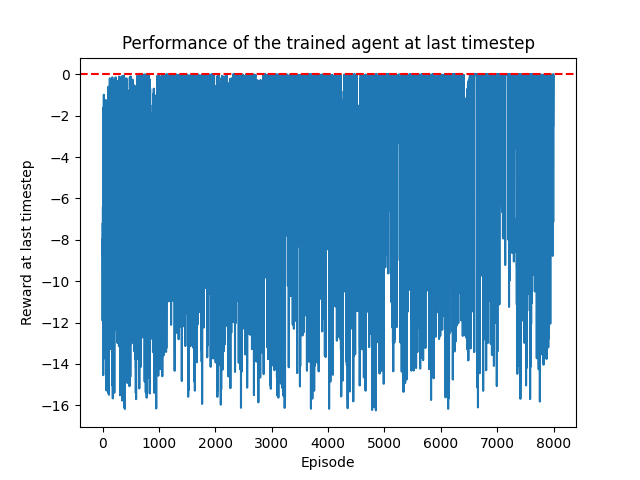 Performance of the trained agent at last timestep
Reward at last timestep
0
−2
−4
−6
−8
−10
−12
−14
−16
0 1000 2000 3000 4000 5000 6000 7000 8000
Episode